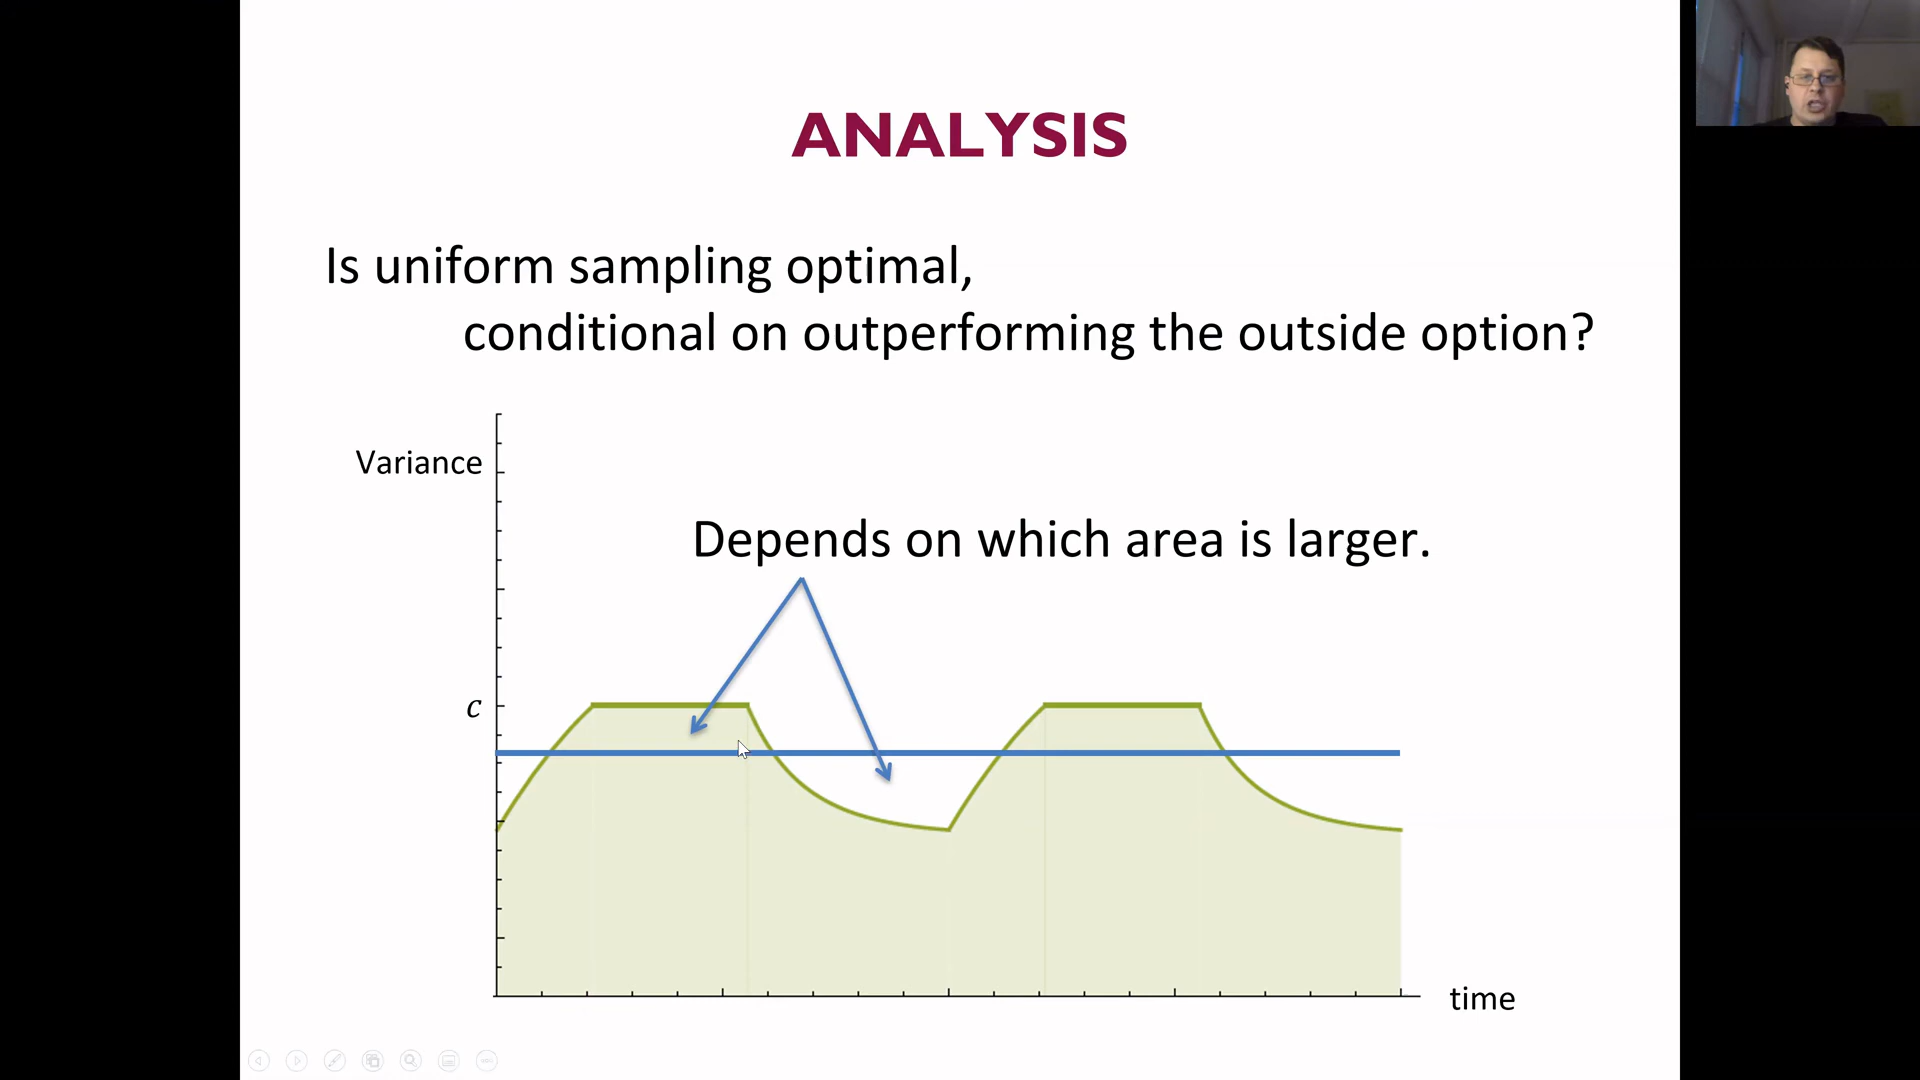 ANALYSIS
Is uniform sampling optimal,
conditional on outperforming the outside option?
Variance
Depends on which area is larger.
c
time